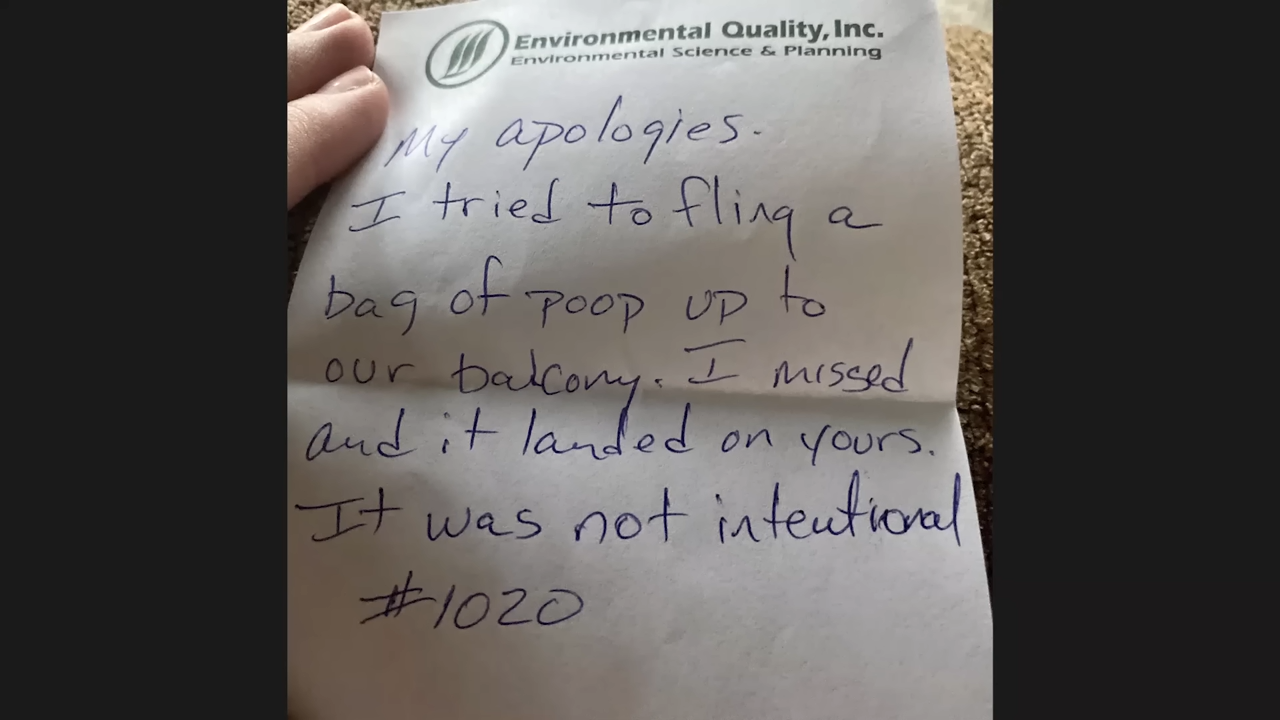 Environmental Quality, Inc.
Environmental Science & Planning
My apologies.
I tried to fling a
bag of poop up to
our balcony. I missed
and it landed on yours.
It was not intentional
#1020